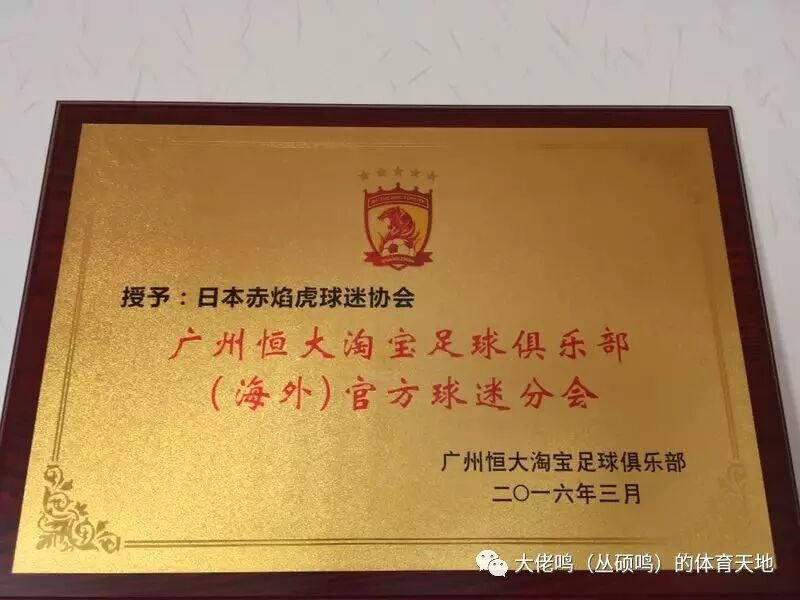 授予：日本赤焰虎球迷协会
广州恒大淘宝足球俱乐部
(海外)官方球迷分会
广州恒大淘宝足球俱乐部
二〇一六年三月
大佬鸣（丛硕鸣）的体育天地